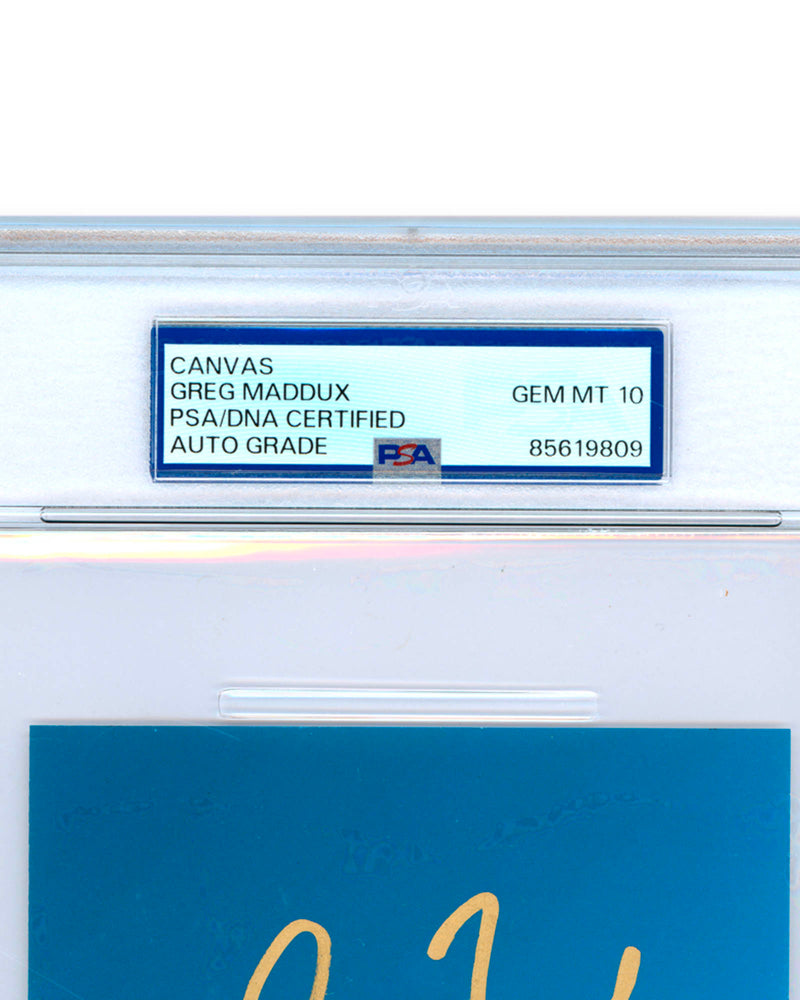 CANVAS
GREG MADDUX
GEM MT 10
PSA/DNA CERTIFIED
AUTO GRADE
PSA
85619809